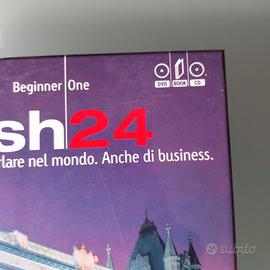 Beginner One
DVD BOOK CD
sh24
rlare nel mondo. Anche di business.
subito